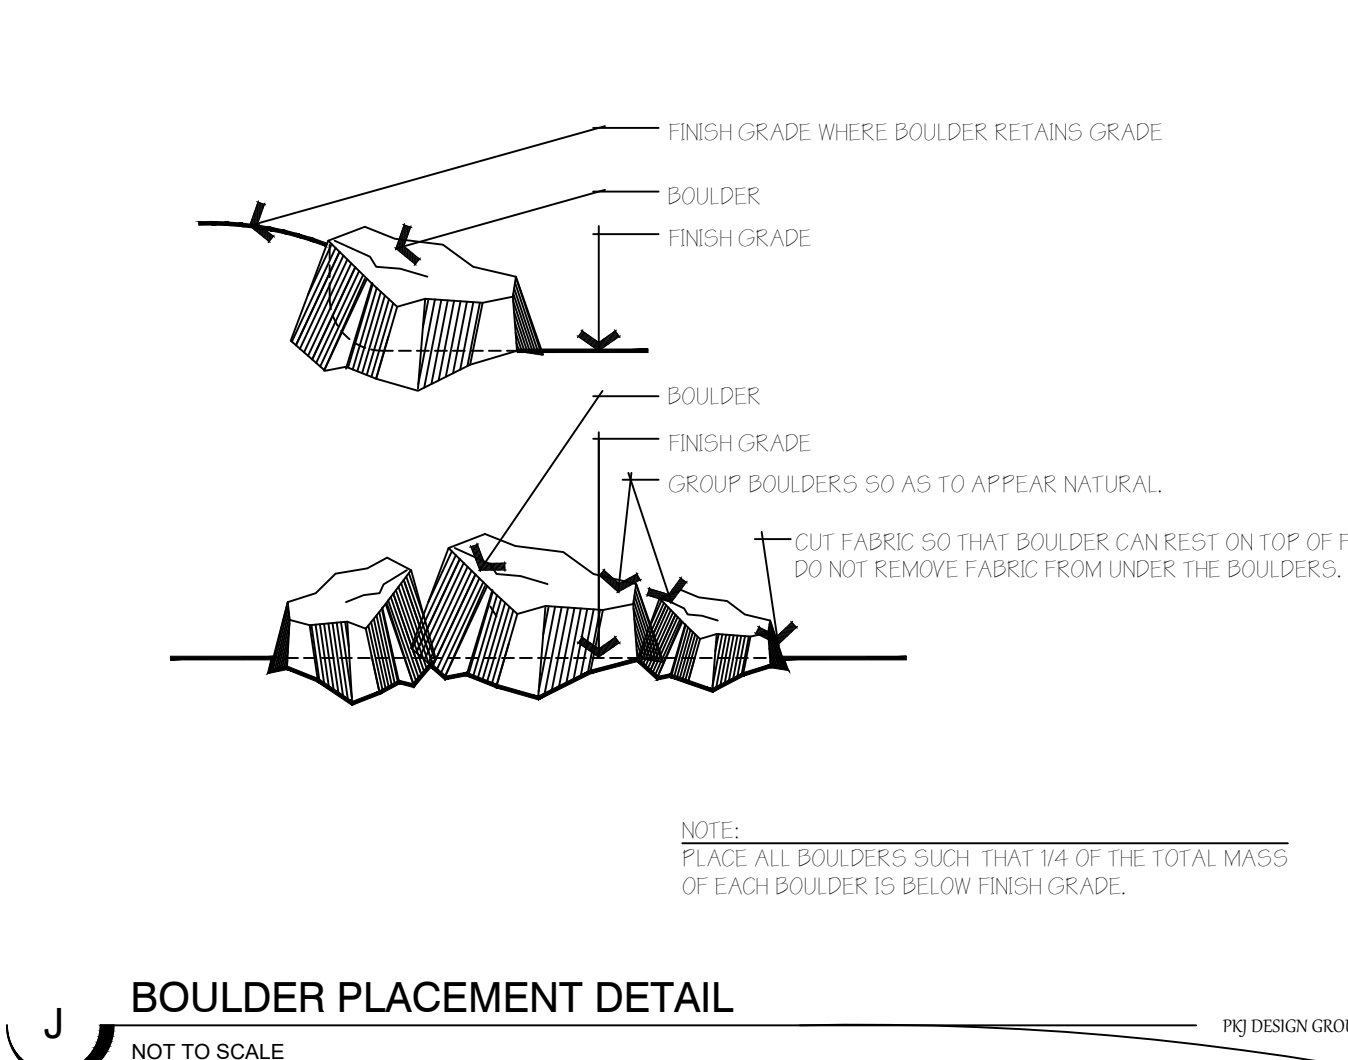 FINISH GRADE WHERE BOULDER RETAINS GRADE
BOULDER
FINISH GRADE
BOULDER
FINISH GRADE
GROUP BOULDERS SO AS TO APPEAR NATURAL.
CUT FABRIC SO THAT BOULDER CAN REST ON TOP OF
DO NOT REMOVE FABRIC FROM UNDER THE BOULDERS.
NOTE:
PLACE ALL BOULDERS SUCH THAT 1/4 OF THE TOTAL MASS
OF EACH BOULDER IS BELOW FINISH GRADE.
BOULDER PLACEMENT DETAIL
J
PKJ DESIGN
NOT TO SCALE